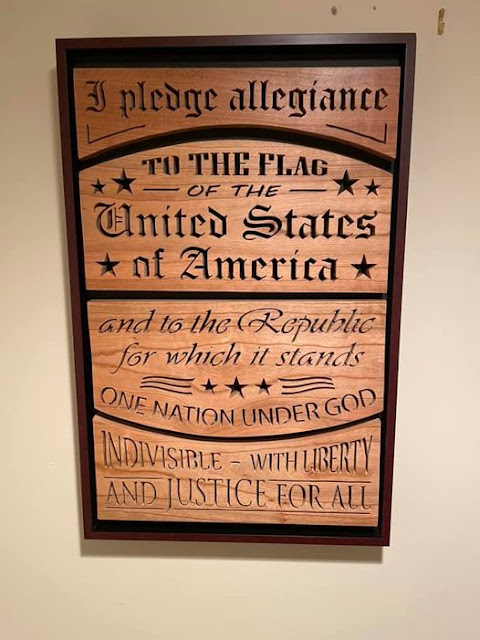 I pledge allegiance
TO THE FLAG
OF THE
United States
of America
and to the Republic
for which it stands
ONE NATION UNDER GOD
INDIVISIBLE – WITH LIBERTY
AND JUSTICE FOR ALL